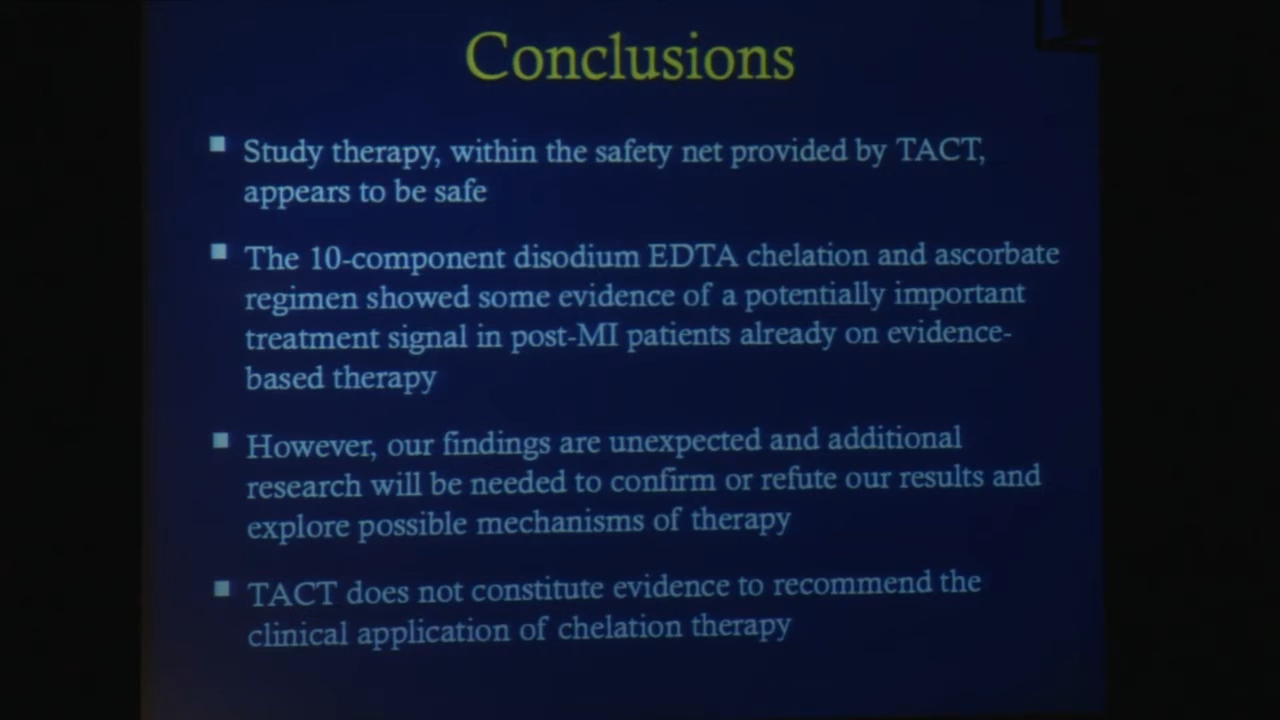 Conclusions
Study therapy, within the safety net provided by TACT,
appears to be safe
The 10-component disodium EDTA chelation and ascorbate
regimen showed some evidence of a potentially important
treatment signal in post-MI patients already on evidence-
based therapy
However, our findings are unexpected and additional
research will be needed to confirm or refute our results and
explore possible mechanisms of therapy
TACT does not constitute evidence to recommend the
clinical application of chelation therapy